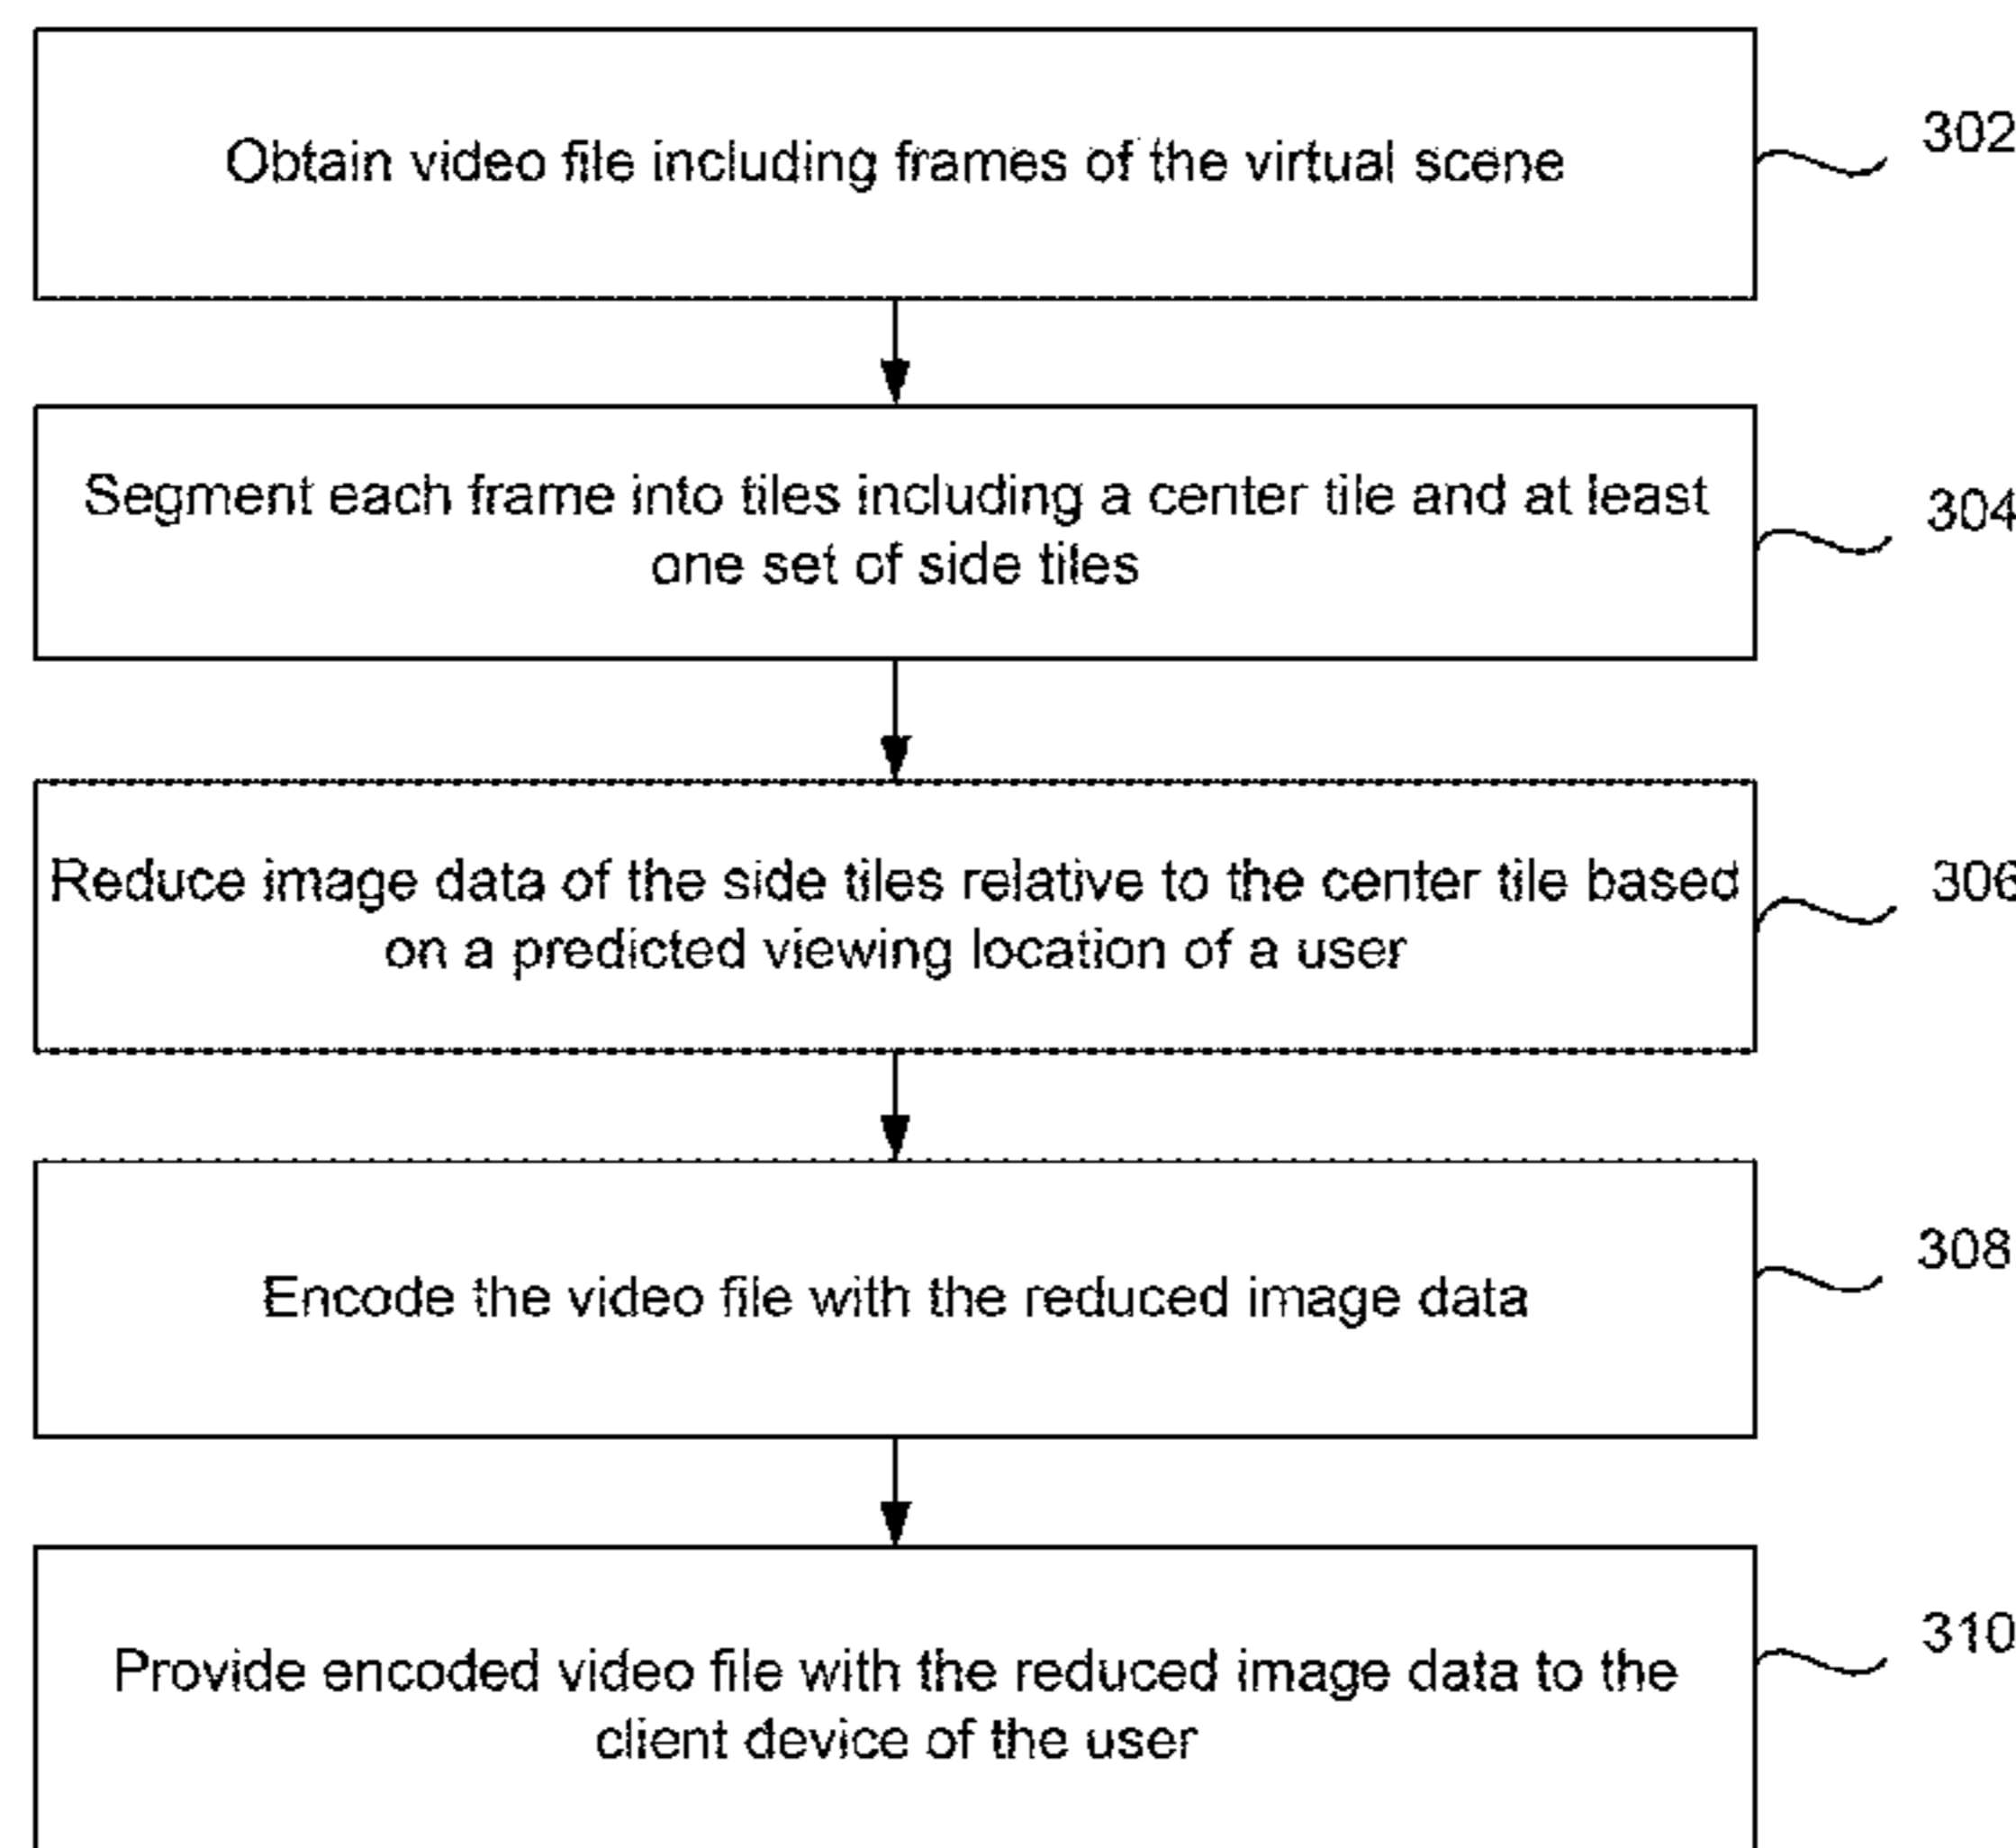 Obtain video file including frames of the virtual scene
302
Segment each frame into tiles including a center tile and at least
one set of side tiles
304
Reduce image data of the side tiles relative to the center tile based
on a predicted viewing location of a user
306
Encode the video file with the reduced image data
308
Provide encoded video file with the reduced image data to the
client device of the user
310